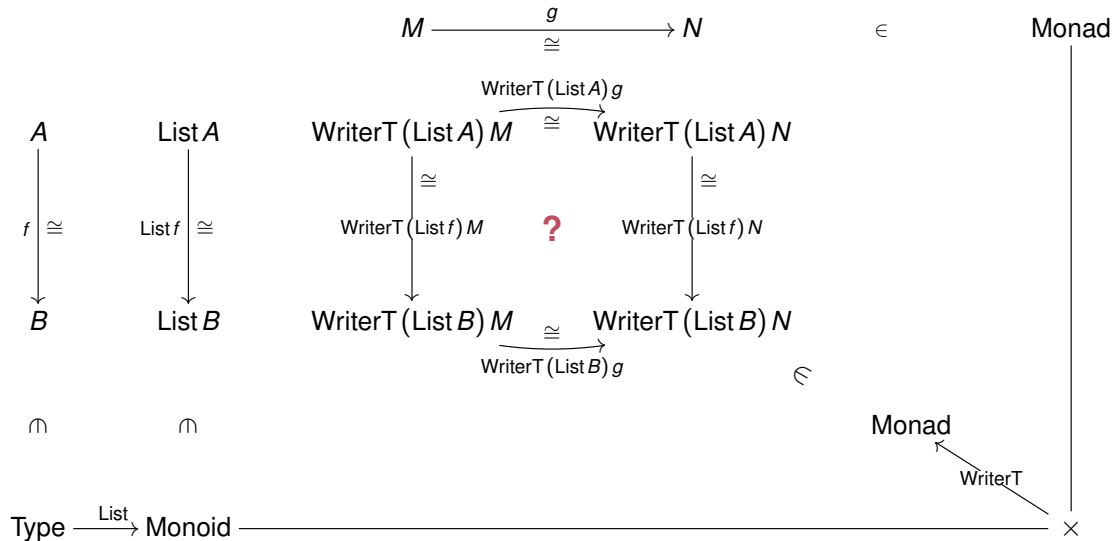 g
M ⟶ N ∈ Monad
≅
WriterT (List A) g
A List A WriterT (List A) M ≅ WriterT (List A) N
≅ ≅
f ≅ List f ≅ WriterT (List f) M ? WriterT (List f) N
B List B WriterT (List B) M ≅ WriterT (List B) N
WriterT (List B) g
∈
∈ ∈ Monad
WriterT
List
Type ⟶ Monoid ×